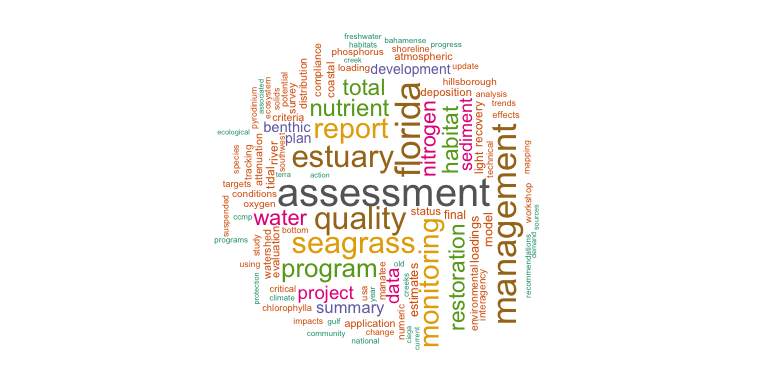 freshwater
habitats
bahamense
progress
phosphorus
shoreline
creek
atmospheric
compliance
coastal
loading
development
update
distribution
survey
potential
solids
ecosystem
associated
pyrodinium
total
florida
hillsborough
deposition
analysis
nutrient
nitrogen
habitat
sediment
trends
criteria
report
effects
benthic
plan
light
recovery
technical
ecological
attenuation
tidal
river
southwest
estuary
management
mapping
species
tracking
terra
action
targets
conditions
assessment
workshop
oxygen
suspended
ccmp
water
quality
status
final
sources
demand
recommendations
programs
bottom
seagrass
monitoring
restoration
model
loadings
environmental
interagency
study
watershed
evaluation
using
protection
program
old
manatee
data
creeks
estimates
critical
climate
project
usa
year
chlorophylla
summary
numeric
impacts
gulf
application
change
ciega
current
community
national